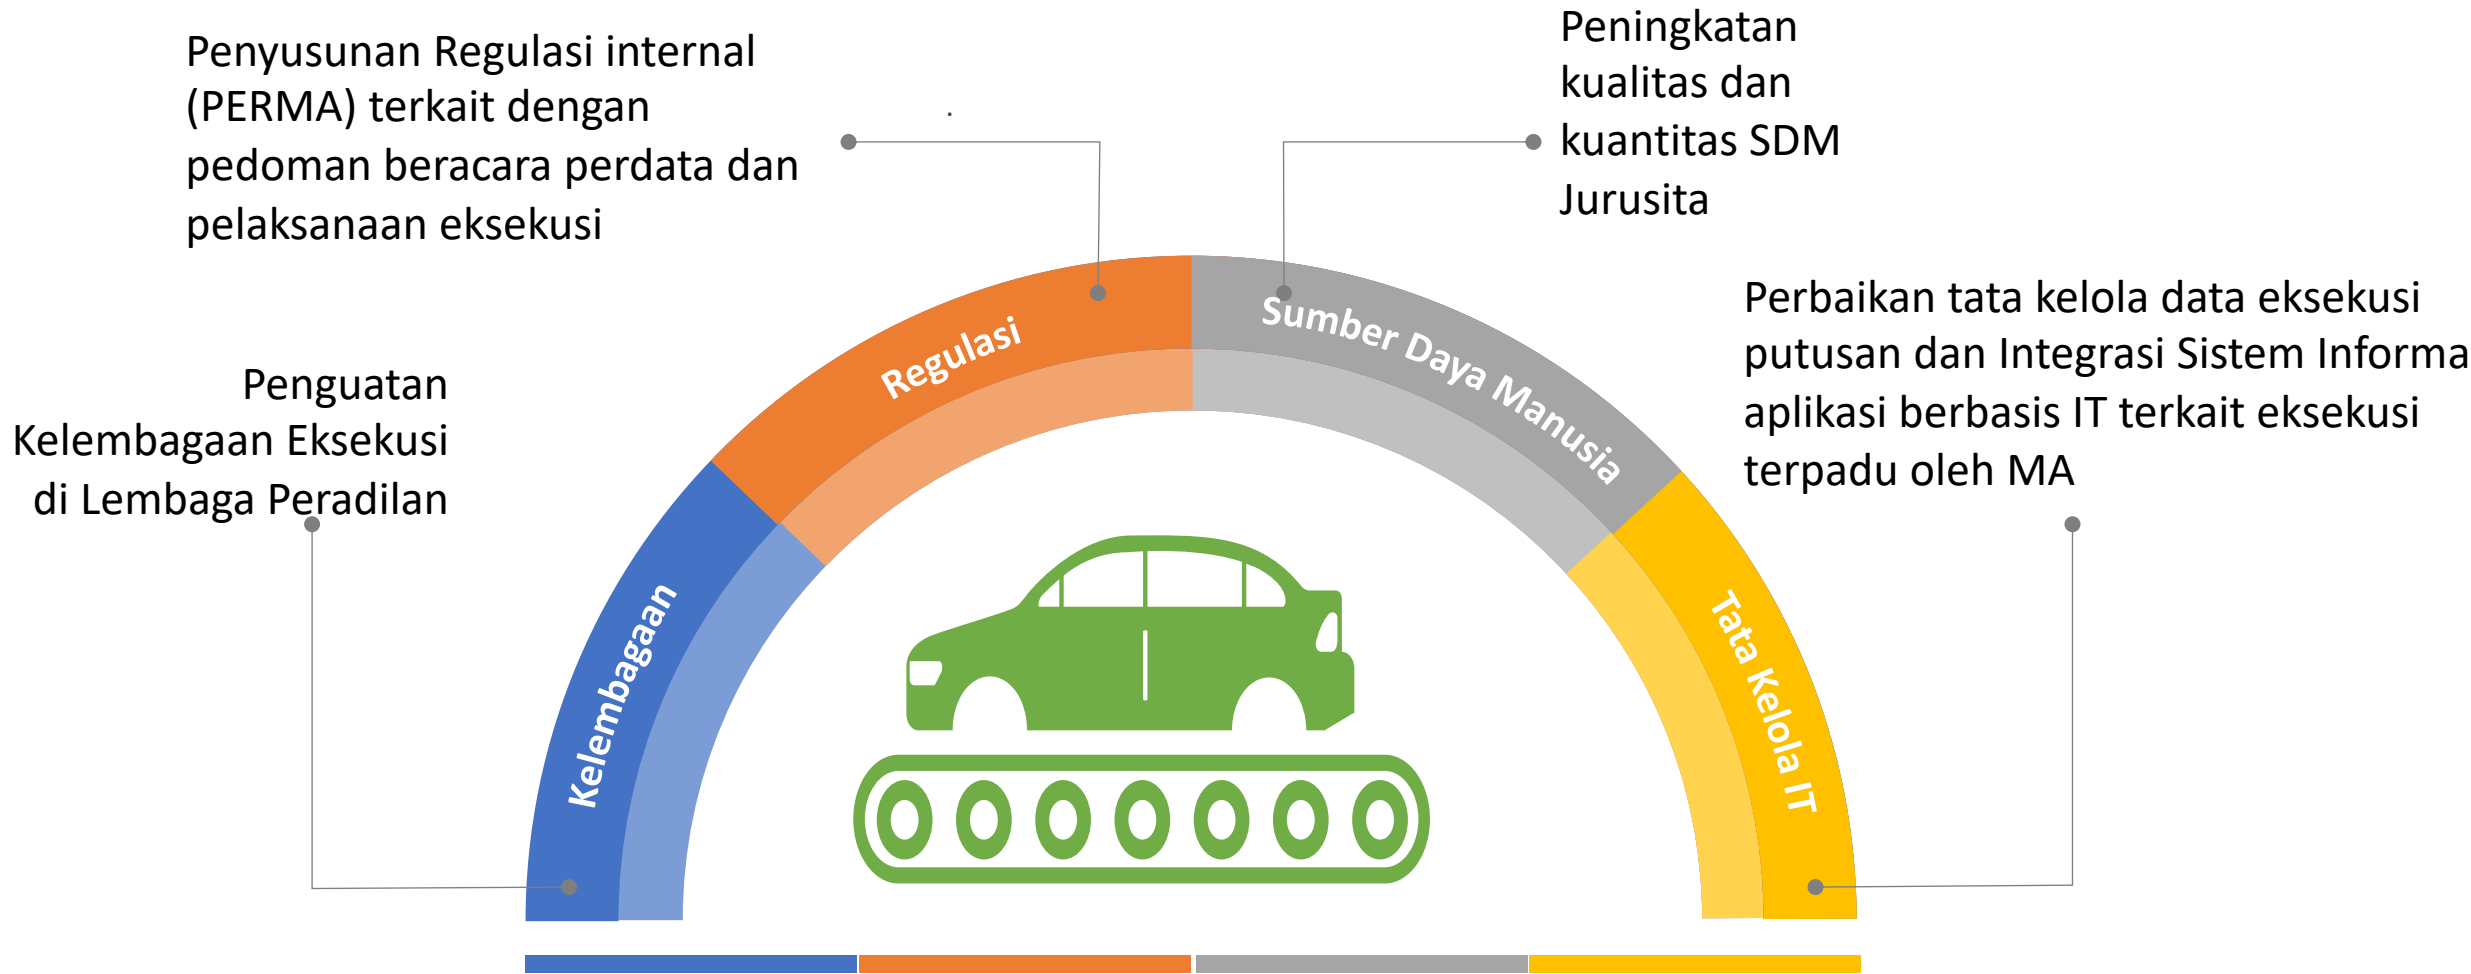 Penyusunan Regulasi internal
(PERMA) terkait dengan
pedoman beracara perdata dan
pelaksanaan eksekusi
.
Peningkatan
kualitas dan
kuantitas SDM
Jurusita
Penguatan
Kelembagaan Eksekusi
di Lembaga Peradilan
Perbaikan tata kelola data eksekusi
putusan dan Integrasi Sistem Informa
aplikasi berbasis IT terkait eksekusi
terpadu oleh MA
Kelembagaan
Regulasi
Sumber Daya Manusia
Tata Kelola IT